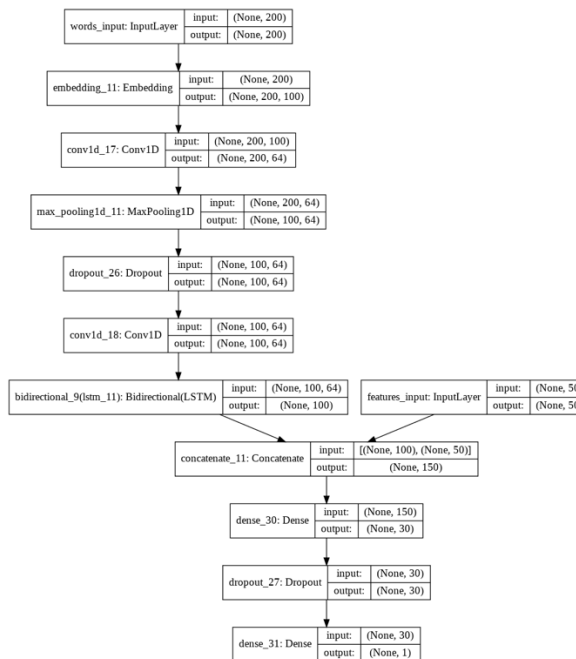 words_input: InputLayer
input: (None, 200)
output: (None, 200)
embedding_11: Embedding
input: (None, 200)
output: (None, 200, 100)
conv1d_17: Conv1D
input: (None, 200, 100)
output: (None, 200, 64)
max_pooling1d_11: MaxPooling1D
input: (None, 200, 64)
output: (None, 100, 64)
dropout_26: Dropout
input: (None, 100, 64)
output: (None, 100, 64)
conv1d_18: Conv1D
input: (None, 100, 64)
output: (None, 100, 64)
bidirectional_9(lstm_11): Bidirectional(LSTM)
input: (None, 100, 64)
output: (None, 100)
features_input: InputLayer
input: (None, 50
output: (None, 50
concatenate_11: Concatenate
input: [(None, 100), (None, 50)]
output: (None, 150)
dense_30: Dense
input: (None, 150)
output: (None, 30)
dropout_27: Dropout
input: (None, 30)
output: (None, 30)
dense_31: Dense
input: (None, 30)
output: (None, 1)